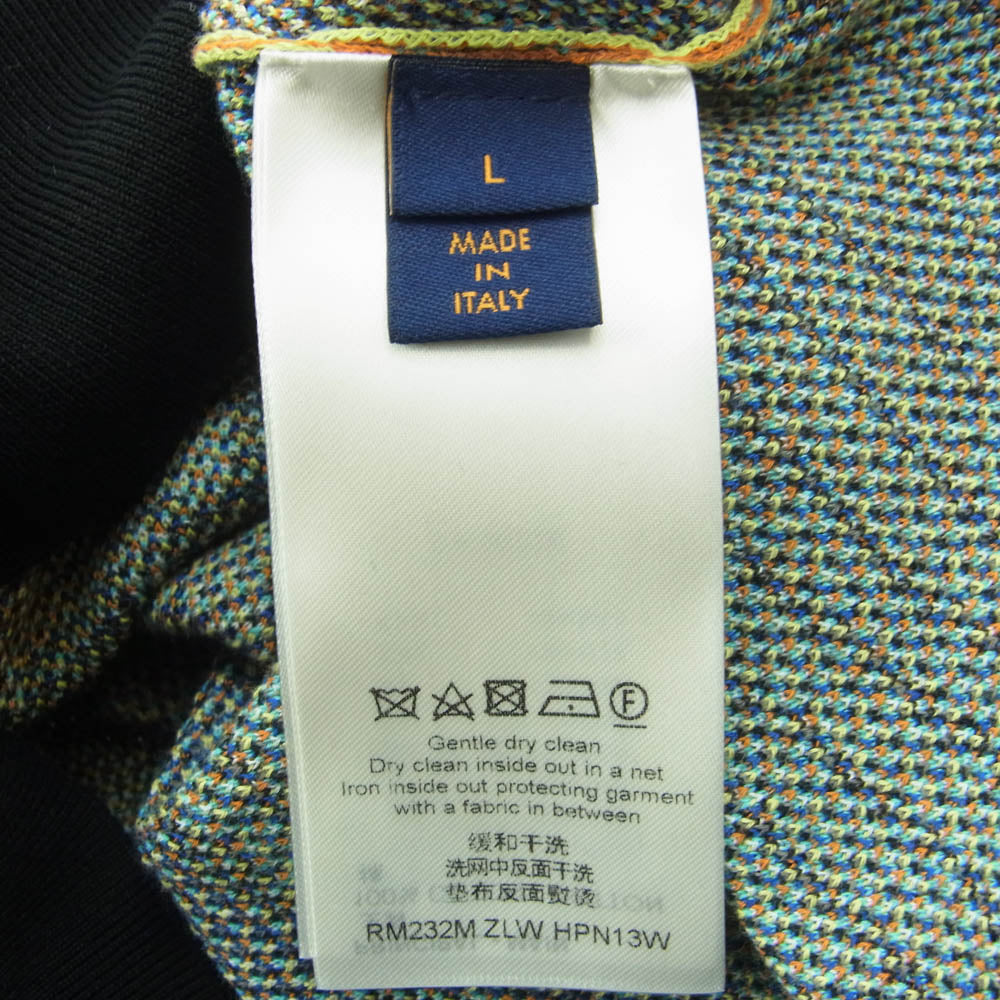 L
MADE
IN
ITALY
F
Gentle dry clean
Dry clean inside out in a net
Iron inside out protecting garment
with a fabric in between
缓和干洗
洗网中反面干洗
垫布反面熨烫
RM232M ZLW HPN13W